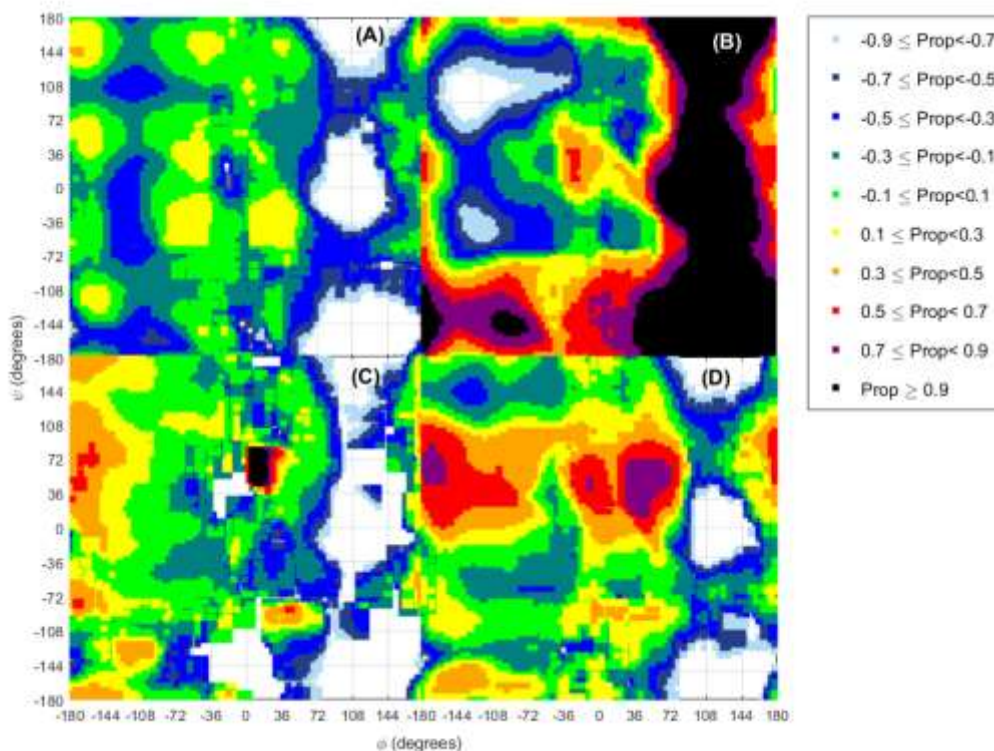 180
144
108
72
36
0
-36
-72
-108
-144
-180
144
108
72
36
0
-36
-72
-108
-144
-180
ψ (degrees)
ψ (degrees)
(A)
(B)
(C)
(D)
-180 -144 -108 -72 -36 0 36 72 108 144 -180 -144 -108 -72 -36 0 36 72 108 144 180
φ (degrees)
-0.9 ≤ Prop<-0.7
-0.7 ≤ Prop<-0.5
-0.5 ≤ Prop<-0.3
-0.3 ≤ Prop<-0.1
-0.1 ≤ Prop<0.1
0.1 ≤ Prop<0.3
0.3 ≤ Prop<0.5
0.5 ≤ Prop< 0.7
0.7 ≤ Prop< 0.9
Prop ≥ 0.9